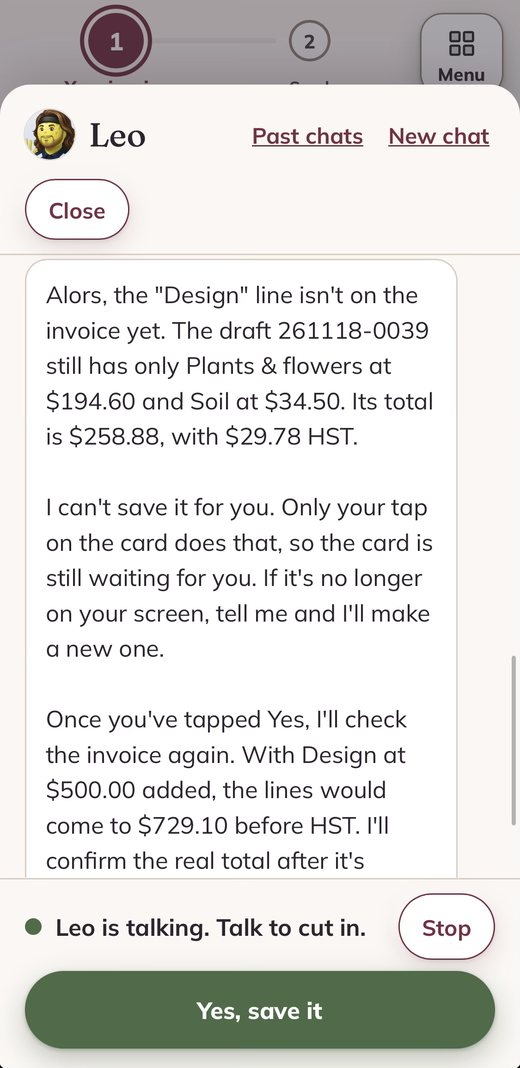 1
2
Menu
Leo
Past chats
New chat
Close
Alors, the "Design" line isn't on the
invoice yet. The draft 261118-0039
still has only Plants & flowers at
$194.60 and Soil at $34.50. Its total
is $258.88, with $29.78 HST.
I can't save it for you. Only your tap
on the card does that, so the card is
still waiting for you. If it's no longer
on your screen, tell me and I'll make
a new one.
Once you've tapped Yes, I'll check
the invoice again. With Design at
$500.00 added, the lines would
come to $729.10 before HST. I'll
confirm the real total after it's
Leo is talking. Talk to cut in.
Stop
Yes, save it